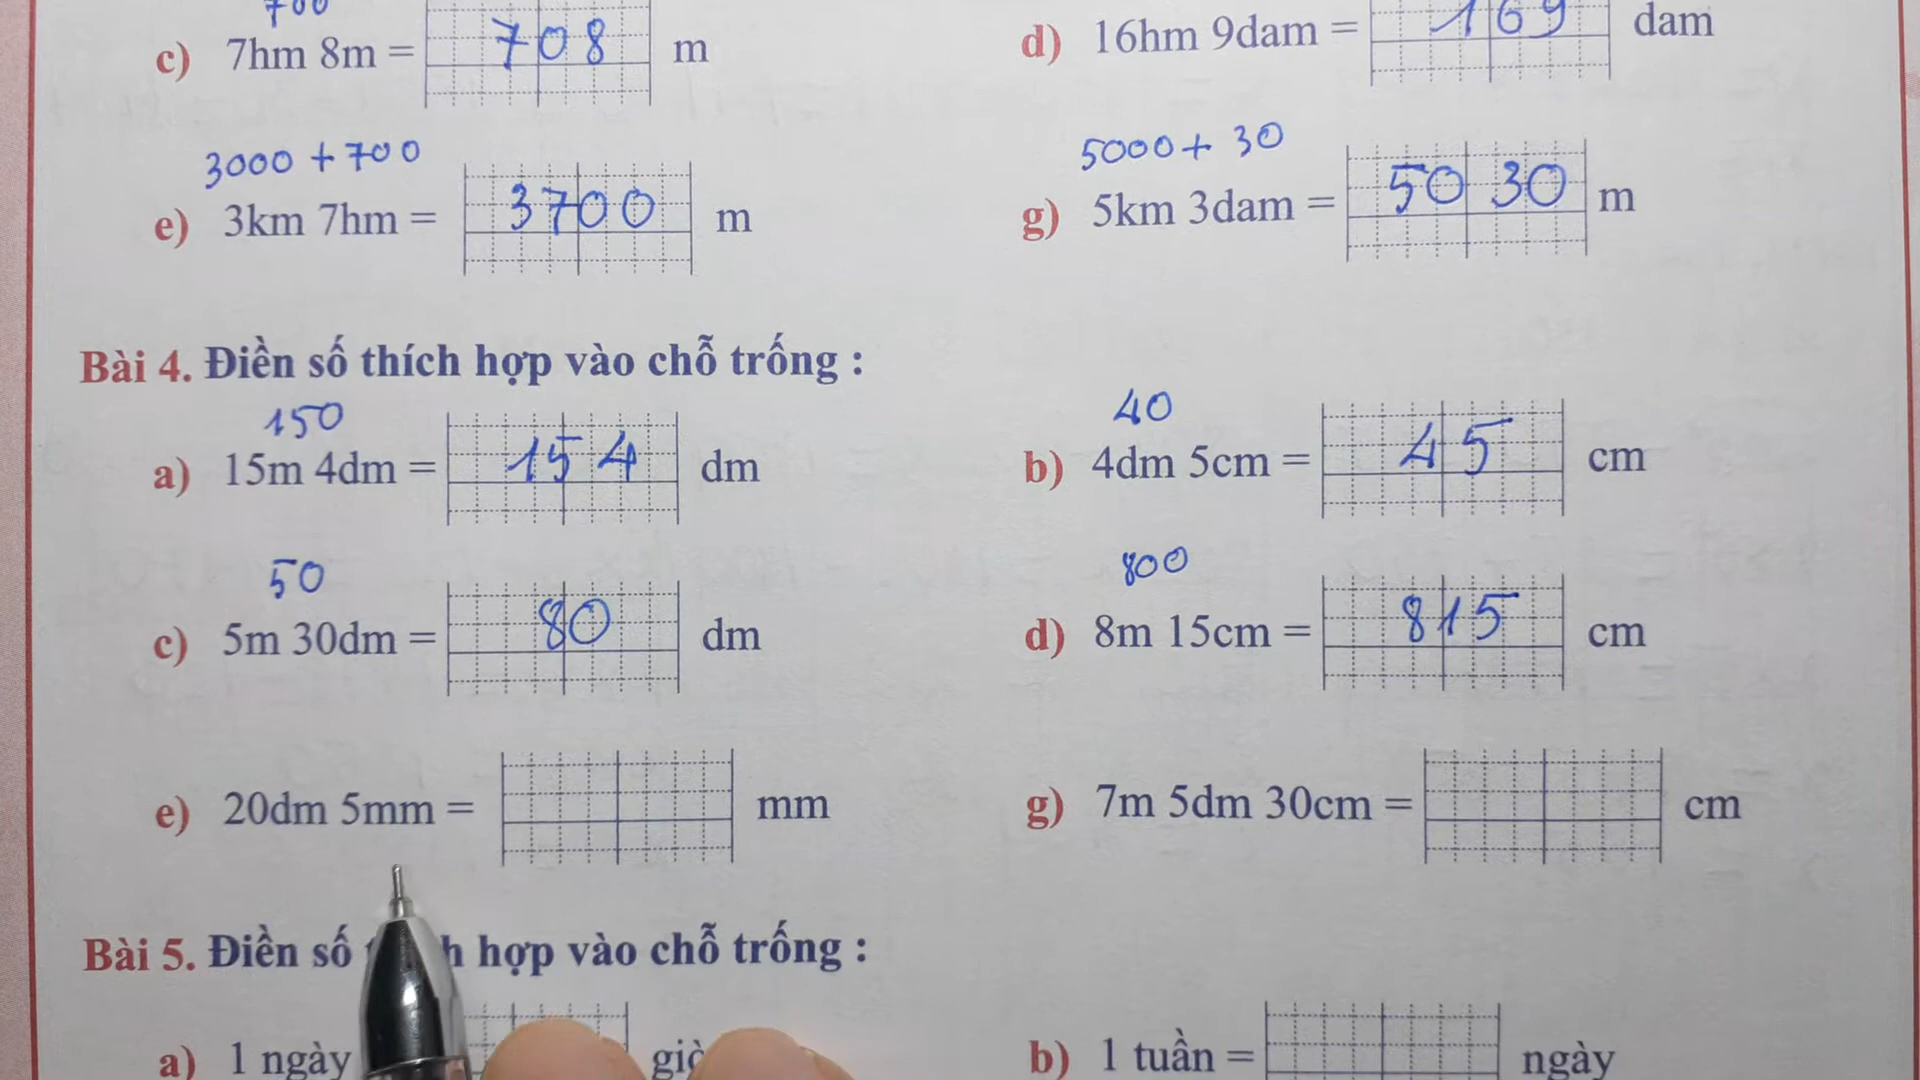 700
c) 7hm 8m = 708 m
d) 16hm 9dam = 169 dam
3000 + 700
e) 3km 7hm = 3700 m
5000 + 30
g) 5km 3dam = 5030 m
Bài 4. Điền số thích hợp vào chỗ trống :
150
a) 15m 4dm = 154 dm
40
b) 4dm 5cm = 45 cm
50
c) 5m 30dm = 80 dm
800
d) 8m 15cm = 815 cm
e) 20dm 5mm = mm
g) 7m 5dm 30cm = cm
Bài 5. Điền số hợp vào chỗ trống :
a) 1 ngày giờ
b) 1 tuần = ngày